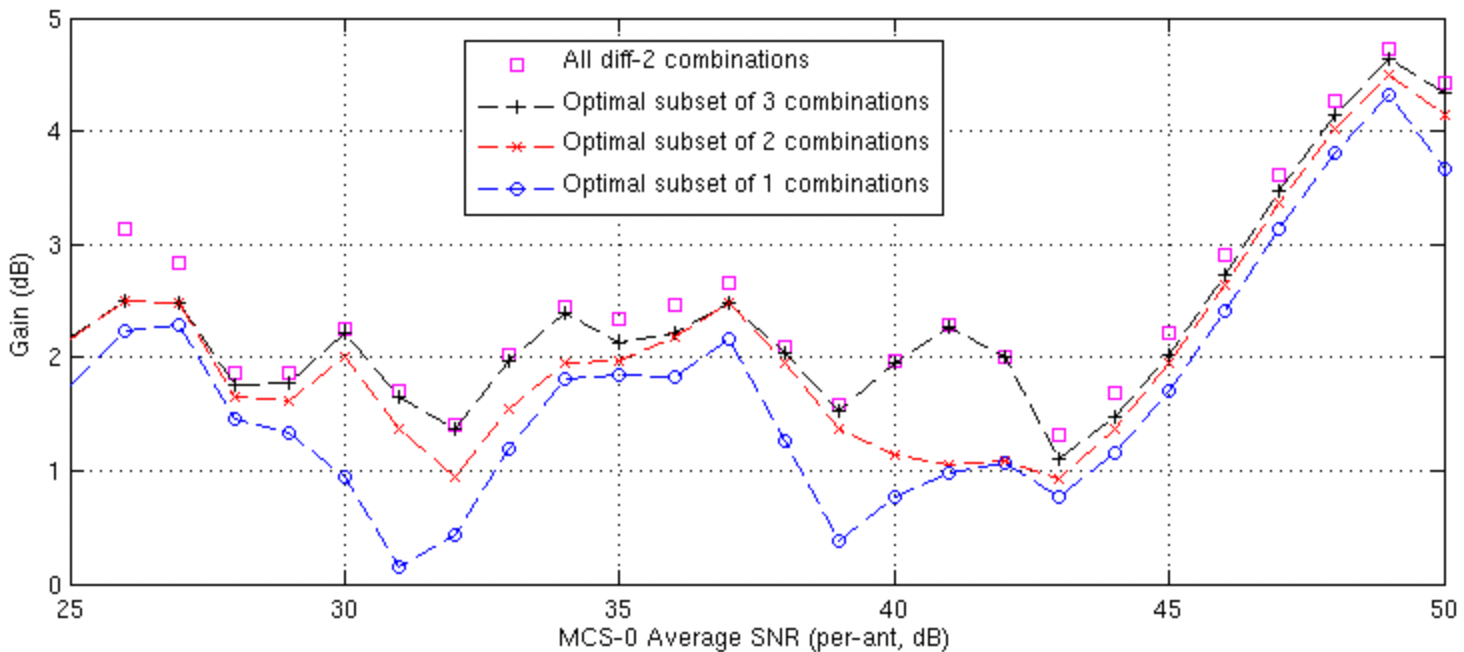 5
4
3
2
1
0
Gain (dB)
All diff-2 combinations
Optimal subset of 3 combinations
Optimal subset of 2 combinations
Optimal subset of 1 combinations
25
30
35
40
45
50
MCS-0 Average SNR (per-ant, dB)